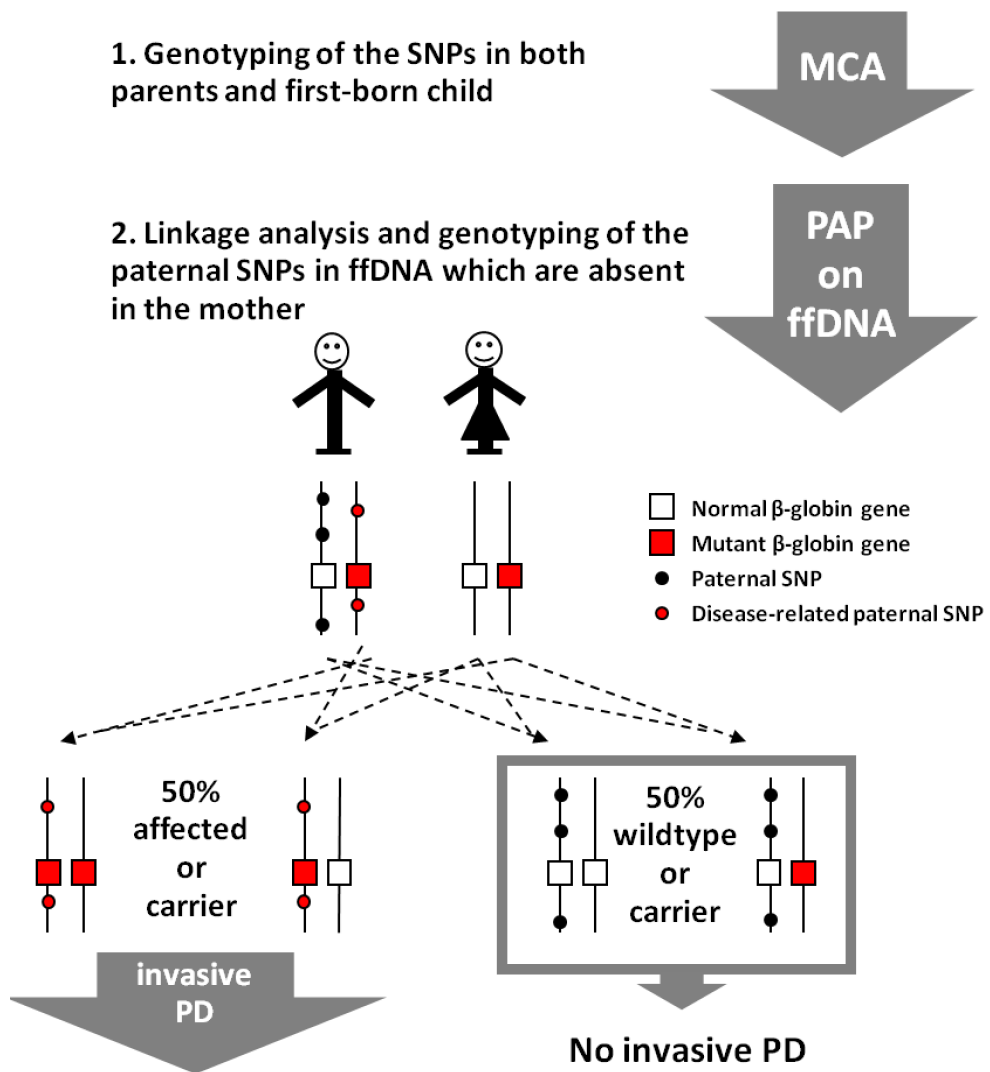 1. Genotyping of the SNPs in both
parents and first-born child
MCA
2. Linkage analysis and genotyping of the
paternal SNPs in ffDNA which are absent
in the mother
PAP
on
ffDNA
Normal β-globin gene
Mutant β-globin gene
Paternal SNP
Disease-related paternal SNP
50%
affected
or
carrier
50%
wildtype
or
carrier
invasive
PD
No invasive PD